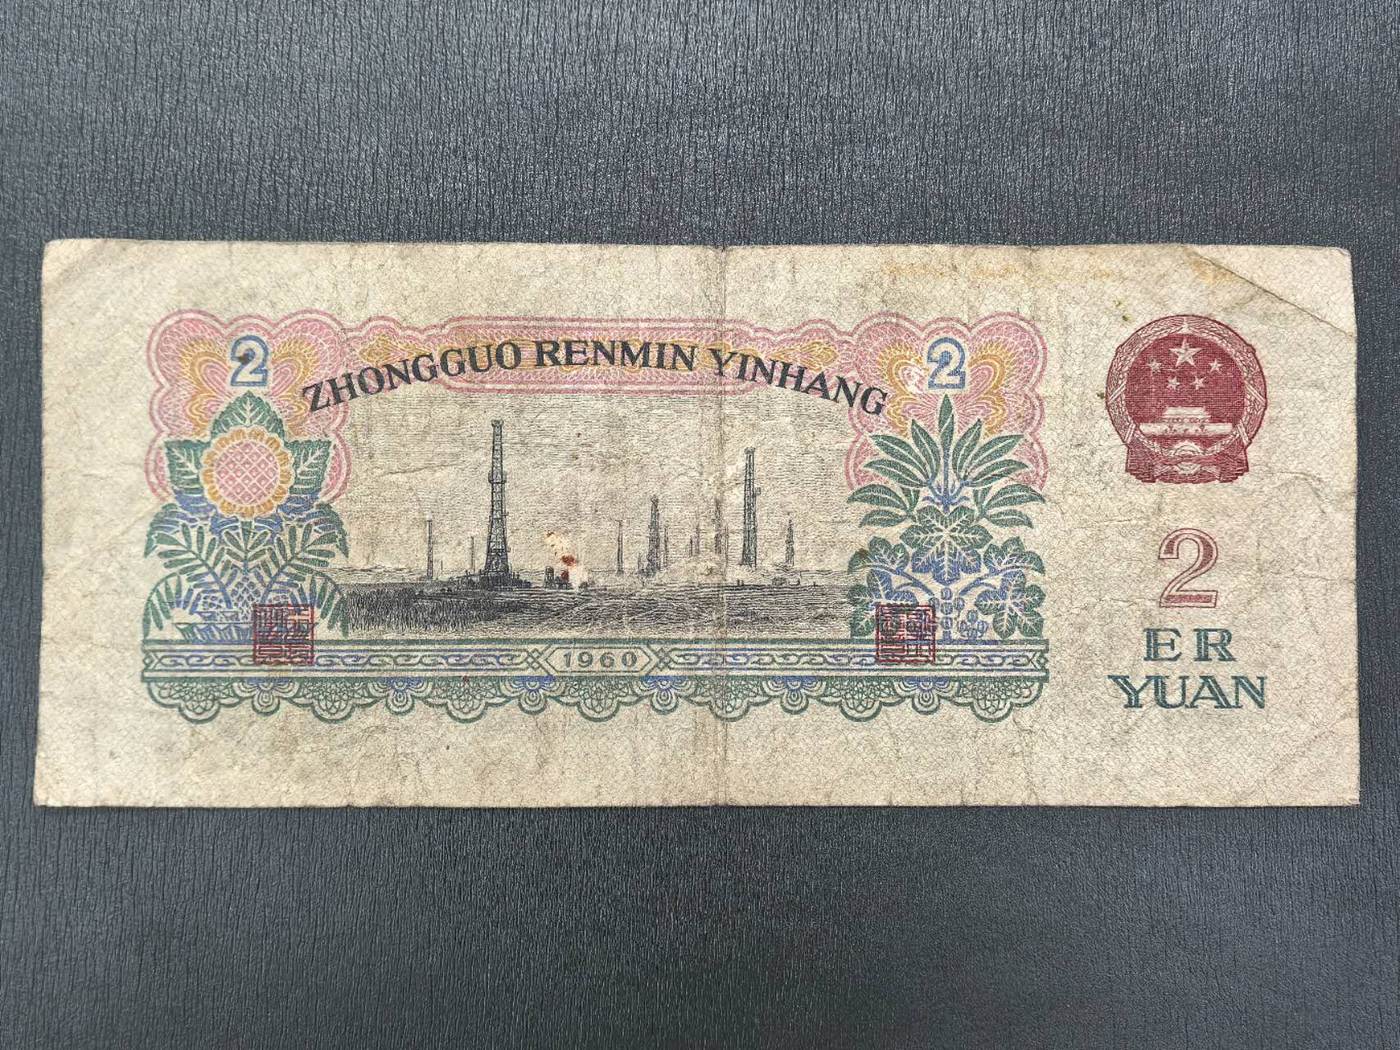 2
2
ZHONGGUO RENMIN YINHANG
1960
2
ER
YUAN